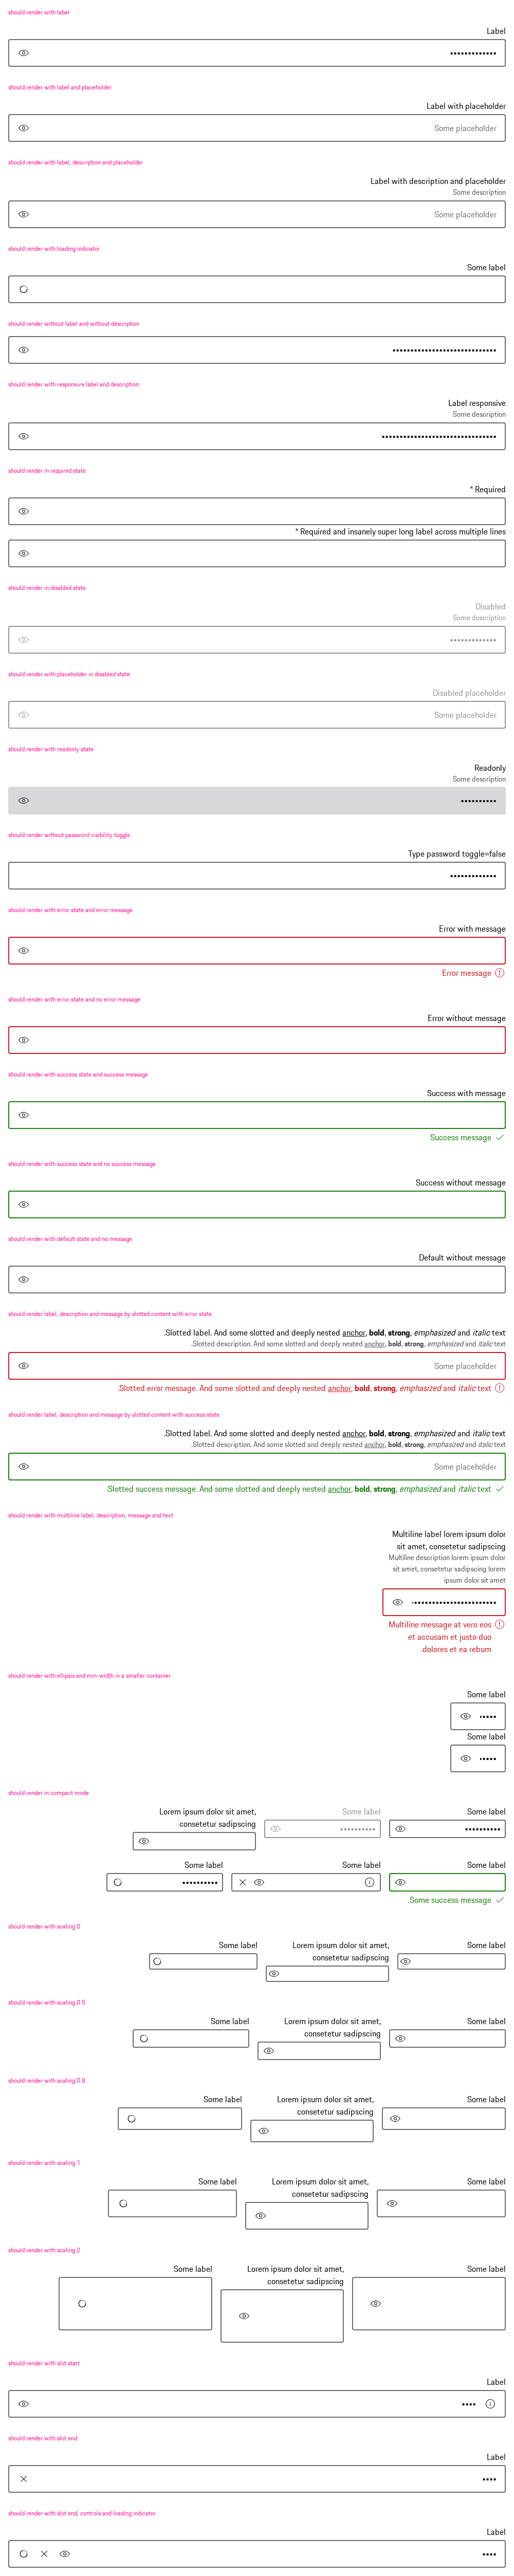 should render with label
Label
should render with label and placeholder
Label with placeholder
Some placeholder
should render with label, description and placeholder
Label with description and placeholder
Some description
Some placeholder
should render with loading indicator
Some label
should render without label and without description
should render with responsive label and description
Label responsive
Some description
should render in required state
* Required
* Required and insanely super long label across multiple lines
should render in disabled state
Disabled
Some description
should render with placeholder in disabled state
Disabled placeholder
Some placeholder
should render with readonly state
Readonly
Some description
should render without password visibility toggle
Type password toggle=false
should render with error state and error message
Error with message
Error message
should render with error state and no error message
Error without message
should render with success state and success message
Success with message
Success message
should render with success state and no success message
Success without message
should render with default state and no message
Default without message
should render label, description and message by slotted content with error state
.Slotted label. And some slotted and deeply nested anchor, bold, strong, emphasized and italic text
.Slotted description. And some slotted and deeply nested anchor, bold, strong, emphasized and italic text
Some placeholder
.Slotted error message. And some slotted and deeply nested anchor, bold, strong, emphasized and italic text
should render label, description and message by slotted content with success state
.Slotted label. And some slotted and deeply nested anchor, bold, strong, emphasized and italic text
.Slotted description. And some slotted and deeply nested anchor, bold, strong, emphasized and italic text
Some placeholder
.Slotted success message. And some slotted and deeply nested anchor, bold, strong, emphasized and italic text
should render with multiline label, description, message and text
Multiline label lorem ipsum dolor
sit amet, consetetur sadipscing
Multiline description lorem ipsum dolor
sit amet, consetetur sadipscing lorem
ipsum dolor sit amet
Multiline message at vero eos
et accusam et justo duo
.dolores et ea rebum
should render with ellipsis and min-width in a smaller container
Some label
Some label
should render in compact mode
Lorem ipsum dolor sit amet,
consetetur sadipscing
Some label
Some label
Some label
Some label
Some label
.Some success message
should render with scaling 0
Some label
Lorem ipsum dolor sit amet,
consetetur sadipscing
Some label
should render with scaling 0.5
Some label
Lorem ipsum dolor sit amet,
consetetur sadipscing
Some label
should render with scaling 0.8
Some label
Lorem ipsum dolor sit amet,
consetetur sadipscing
Some label
should render with scaling 1
Some label
Lorem ipsum dolor sit amet,
consetetur sadipscing
Some label
should render with scaling 2
Some label
Lorem ipsum dolor sit amet,
consetetur sadipscing
Some label
should render with slot start
Label
should render with slot end
Label
should render with slot end, controls and loading indicator
Label